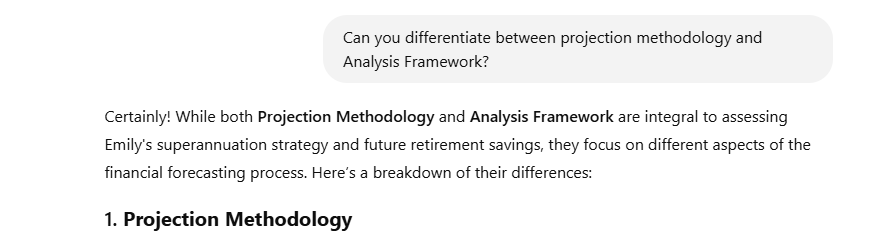 Can you differentiate between projection methodology and
Analysis Framework?
Certainly! While both Projection Methodology and Analysis Framework are integral to assessing
Emily's superannuation strategy and future retirement savings, they focus on different aspects of the
financial forecasting process. Here’s a breakdown of their differences:
1. Projection Methodology